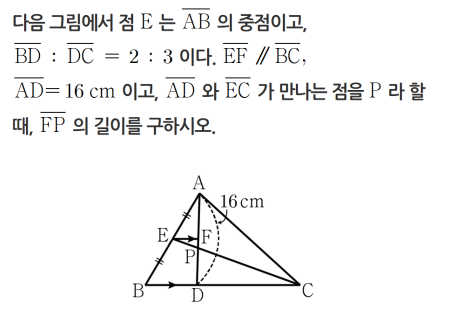 다음 그림에서 점 E 는 AB 의 중점이고,
BD : DC = 2 : 3 이다. EF ∥ BC,
AD= 16 cm 이고, AD 와 EC 가 만나는 점을 P 라 할
때, FP 의 길이를 구하시오.
A
16 cm
E
F
P
B
D
C